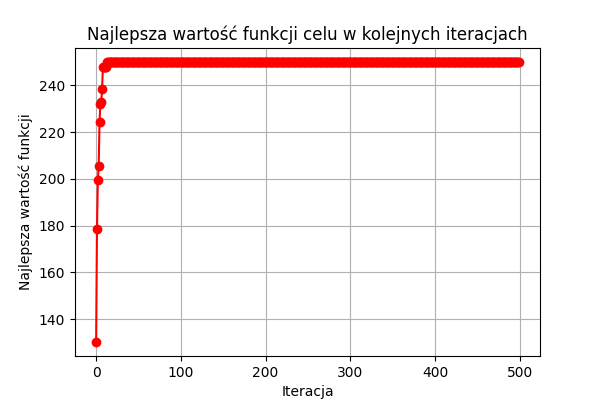 Najlepsza wartość funkcji celu w kolejnych iteracjach
Najlepsza wartość funkcji
240
220
200
180
160
140
0 100 200 300 400 500
Iteracja